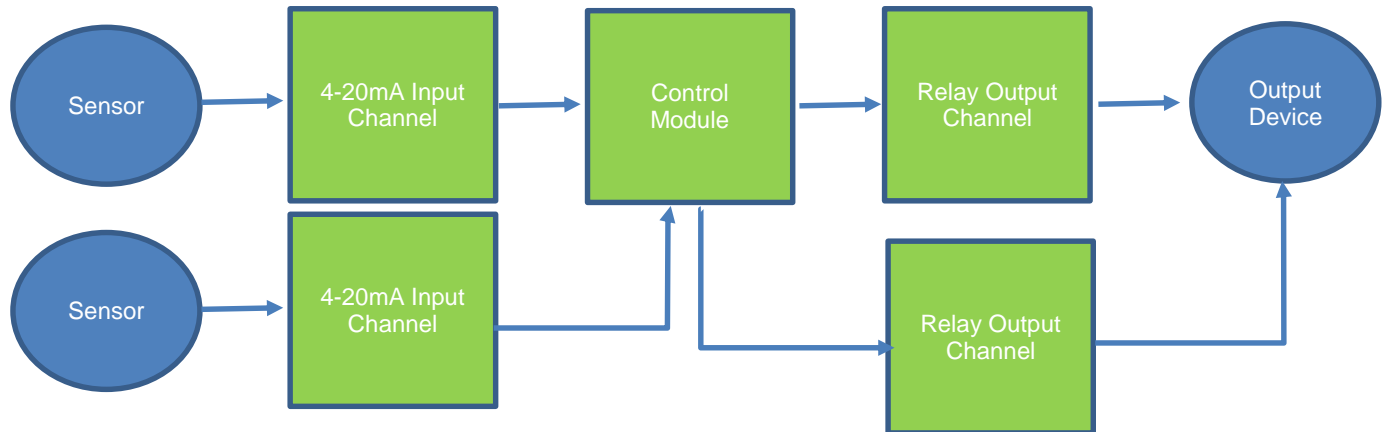 Sensor
4-20mA Input
Channel
Control
Module
Relay Output
Channel
Output
Device
Sensor
4-20mA Input
Channel
Relay Output
Channel